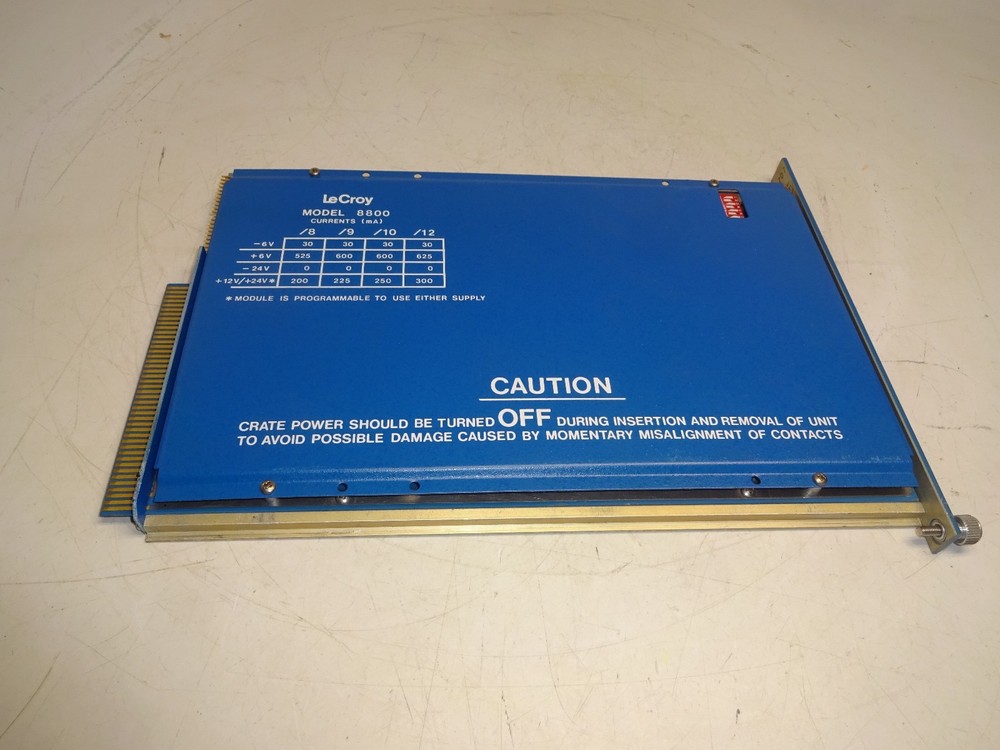 LeCroy
MODEL 8800
CURRENTS (mA)
/8 /9 /10 /12
-6V 30 30 30 30
+6V 525 600 600 625
-24V 0 0 0 0
+12V/+24V* 200 225 250 300
* MODULE IS PROGRAMMABLE TO USE EITHER SUPPLY
CAUTION
CRATE POWER SHOULD BE TURNED OFF DURING INSERTION AND REMOVAL OF UNIT
TO AVOID POSSIBLE DAMAGE CAUSED BY MOMENTARY MISALIGNMENT OF CONTACTS